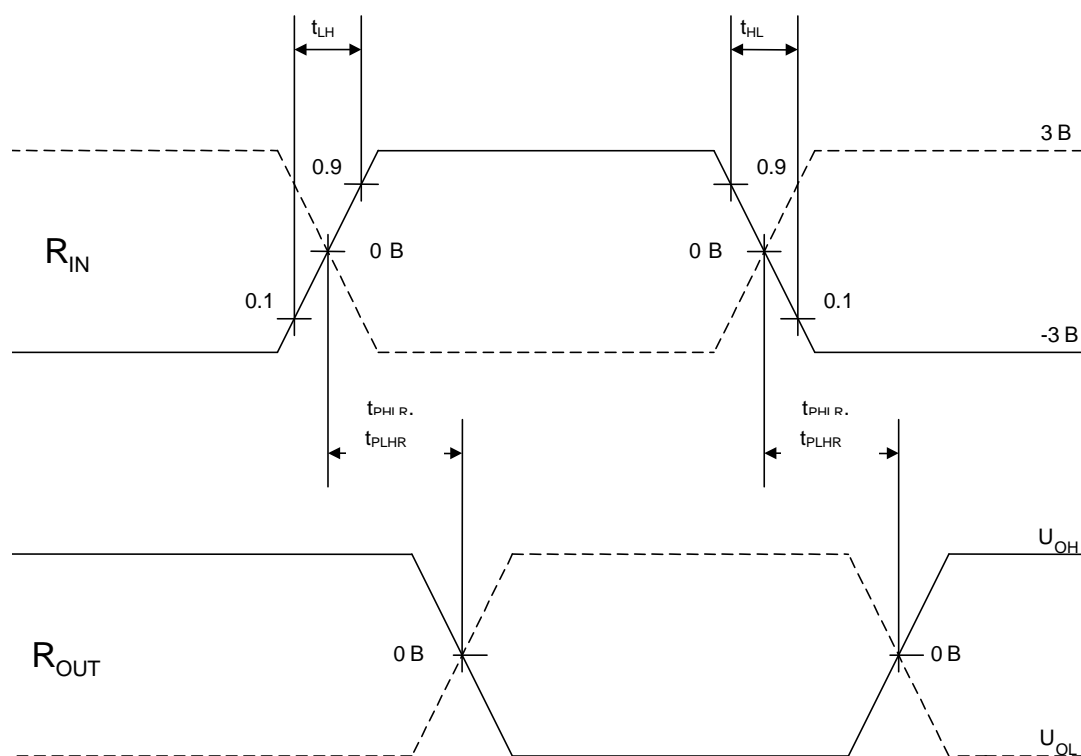 tLH
tHL
3 B
0.9
0.9
RIN
0 B
0 B
0.1
0.1
-3 B
tPHLR,
tPHLR,
tPLHR
tPLHR
UOH
ROUT
0 B
0 B
UOL